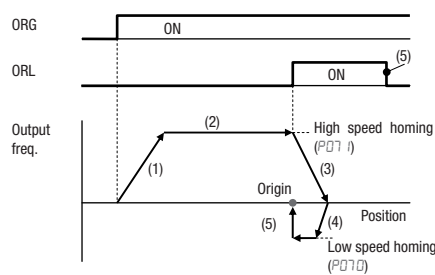 ORG
ON
ORL
ON
(5)
Output
freq.
(2)
High speed homing
(P071)
(1)
(3)
Origin
Position
(5)
(4)
Low speed homing
(P070)